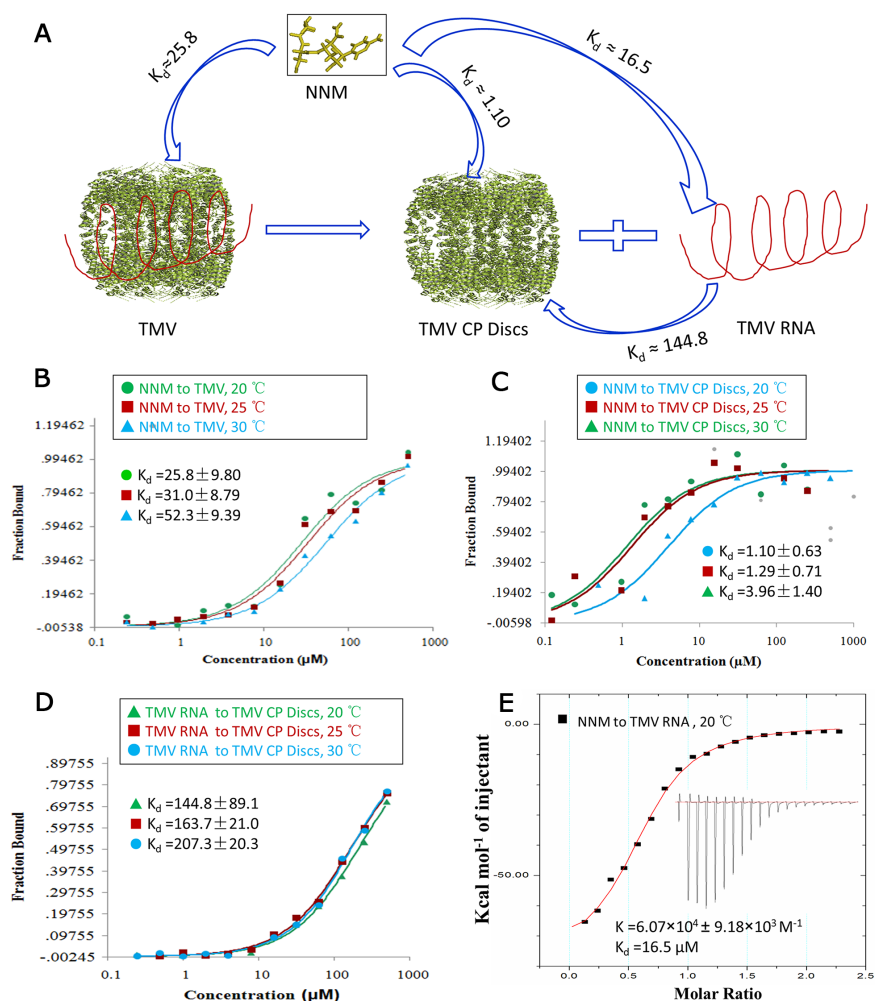 A
NNM
Kd≈25.8
Kd ≈ 1.10
Kd ≈ 16.5
TMV
TMV CP Discs
TMV RNA
Kd ≈ 144.8
B
NNM to TMV, 20 ℃
NNM to TMV, 25 ℃
NNM to TMV, 30 ℃
Kd =25.8±9.80
Kd =31.0±8.79
Kd =52.3±9.39
Fraction Bound
1.19462
.99462
.79462
.59462
.39462
.19462
-.00538
0.1 1 10 100 1000
Concentration (µM)
C
NNM to TMV CP Discs, 20 ℃
NNM to TMV CP Discs, 25 ℃
NNM to TMV CP Discs, 30 ℃
Fraction Bound
1.19402
.99402
.79402
.59402
.39402
.19402
-.00598
Kd =1.10±0.63
Kd =1.29±0.71
Kd =3.96±1.40
0.1 1 10 100 1000
Concentration (µM)
D
TMV RNA to TMV CP Discs, 20 ℃
TMV RNA to TMV CP Discs, 25 ℃
TMV RNA to TMV CP Discs, 30 ℃
Kd =144.8±89.1
Kd =163.7±21.0
Kd =207.3±20.3
Fraction Bound
.89755
.79755
.69755
.59755
.49755
.39755
.29755
.19755
.09755
-.00245
0.1 1 10 100 1000
Concentration (µM)
E
NNM to TMV RNA , 20 ℃
Kcal mol⁻¹ of injectant
0.00
-50.00
K =6.07×10⁴ ± 9.18×10³ M⁻¹
Kd =16.5 µM
0.0 0.5 1.0 1.5 2.0 2.5
Molar Ratio